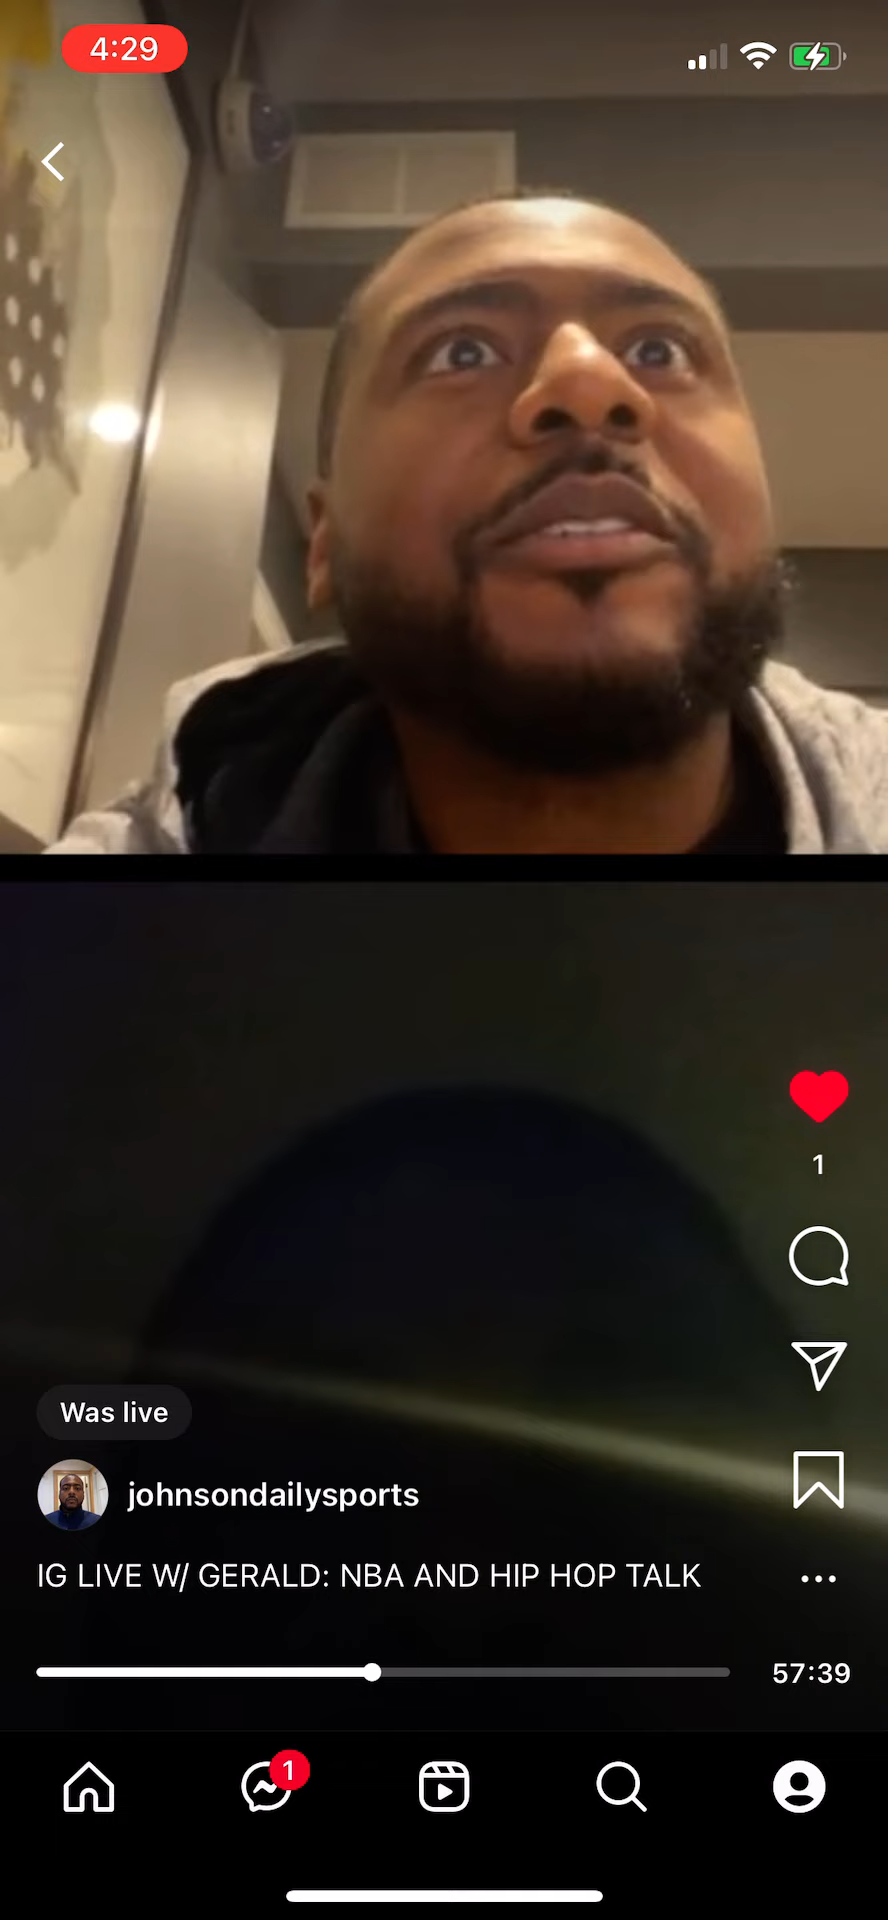 4:29
1
Was live
johnsondailysports
IG LIVE W/ GERALD: NBA AND HIP HOP TALK
57:39
1